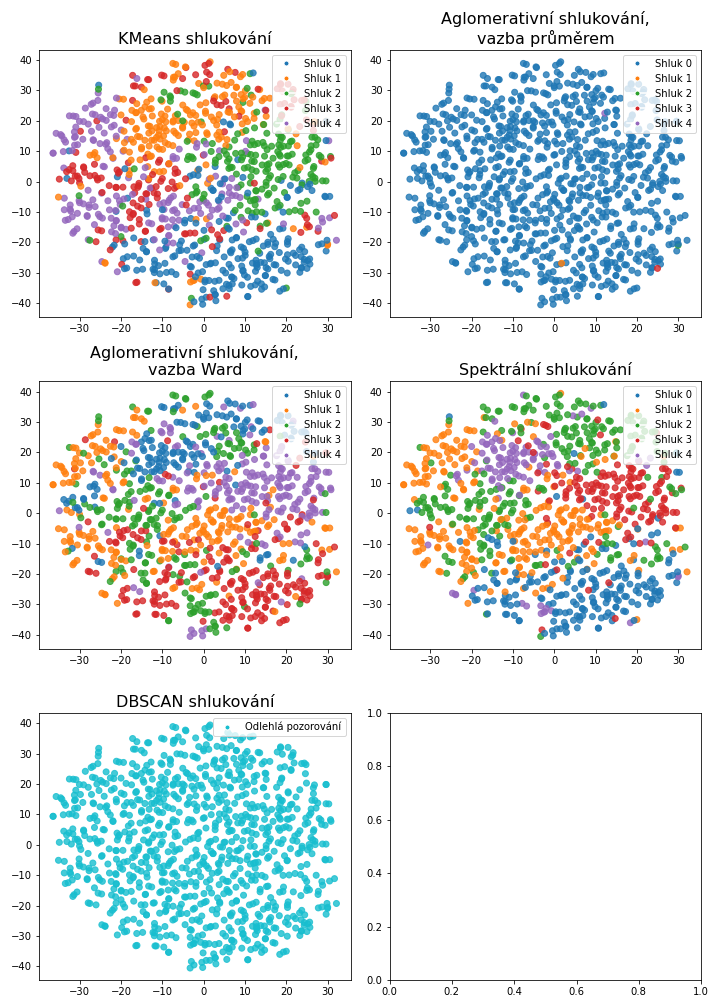 KMeans shlukování
Shluk 0
Shluk 1
Shluk 2
Shluk 3
Shluk 4
40
30
20
10
0
−10
−20
−30
−40
−30 −20 −10 0 10 20 30
Aglomerativní shlukování,
vazba průměrem
Shluk 0
Shluk 1
Shluk 2
Shluk 3
Shluk 4
40
30
20
10
0
−10
−20
−30
−40
−30 −20 −10 0 10 20 30
Aglomerativní shlukování,
vazba Ward
Shluk 0
Shluk 1
Shluk 2
Shluk 3
Shluk 4
40
30
20
10
0
−10
−20
−30
−40
−30 −20 −10 0 10 20 30
Spektrální shlukování
Shluk 0
Shluk 1
Shluk 2
Shluk 3
Shluk 4
40
30
20
10
0
−10
−20
−30
−40
−30 −20 −10 0 10 20 30
DBSCAN shlukování
Odlehlá pozorování
40
30
20
10
0
−10
−20
−30
−40
−30 −20 −10 0 10 20 30
1.0
0.8
0.6
0.4
0.2
0.0
0.0 0.2 0.4 0.6 0.8 1.0